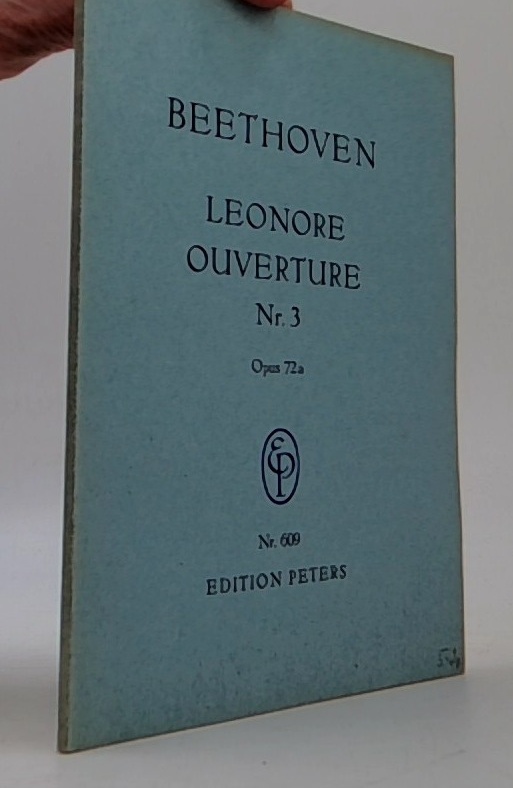 BEETHOVEN
LEONORE
OUVERTURE
Nr. 3
Opus 72a
EP
Nr. 609
EDITION PETERS